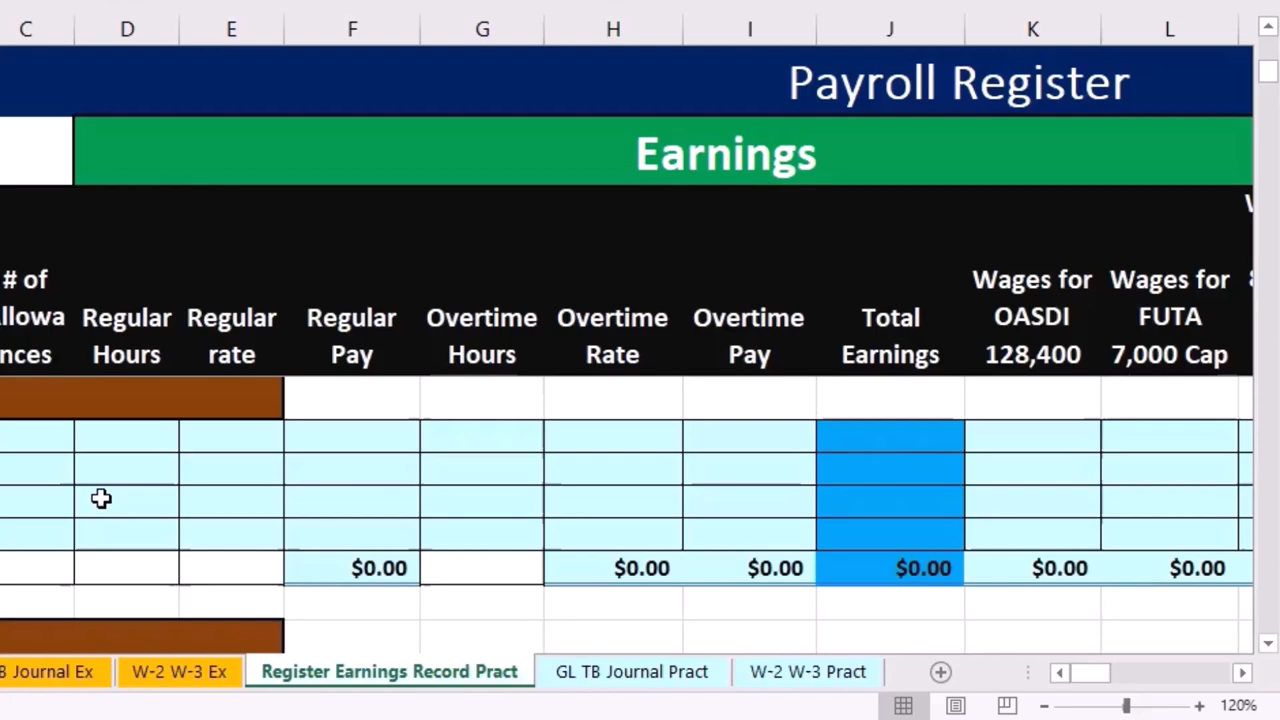 C D E F G H I J K L
Payroll Register
Earnings
# of
llowa
nces
Regular
Hours
Regular
rate
Regular
Pay
Overtime
Hours
Overtime
Rate
Overtime
Pay
Total
Earnings
Wages for
OASDI
128,400
Wages for
FUTA
7,000 Cap
$0.00 $0.00 $0.00 $0.00 $0.00 $0.00
B Journal Ex W-2 W-3 Ex Register Earnings Record Pract GL TB Journal Pract W-2 W-3 Pract
120%